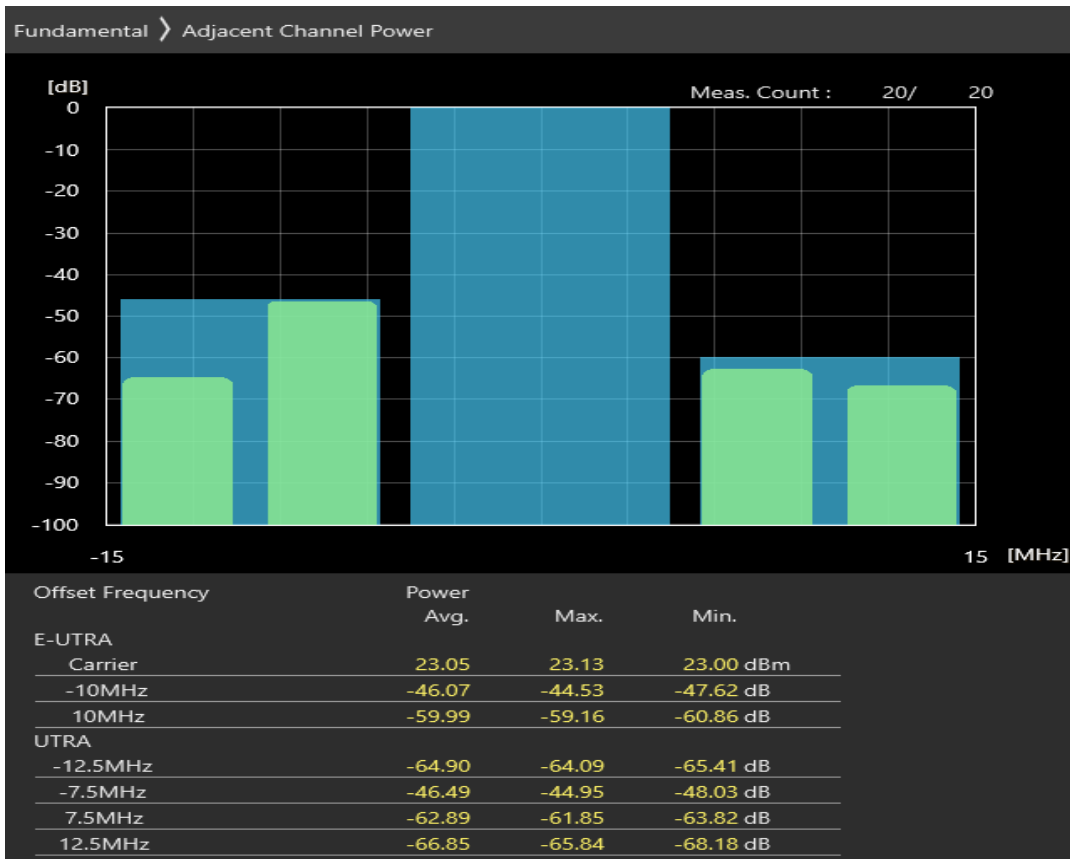 Fundamental 》 Adjacent Channel Power
[dB]
Meas. Count : 20/ 20
0
-10
-20
-30
-40
-50
-60
-70
-80
-90
-100
-15 15 [MHz]
Offset Frequency Power
Avg. Max. Min.
E-UTRA
Carrier 23.05 23.13 23.00 dBm
-10MHz -46.07 -44.53 -47.62 dB
10MHz -59.99 -59.16 -60.86 dB
UTRA
-12.5MHz -64.90 -64.09 -65.41 dB
-7.5MHz -46.49 -44.95 -48.03 dB
7.5MHz -62.89 -61.85 -63.82 dB
12.5MHz -66.85 -65.84 -68.18 dB